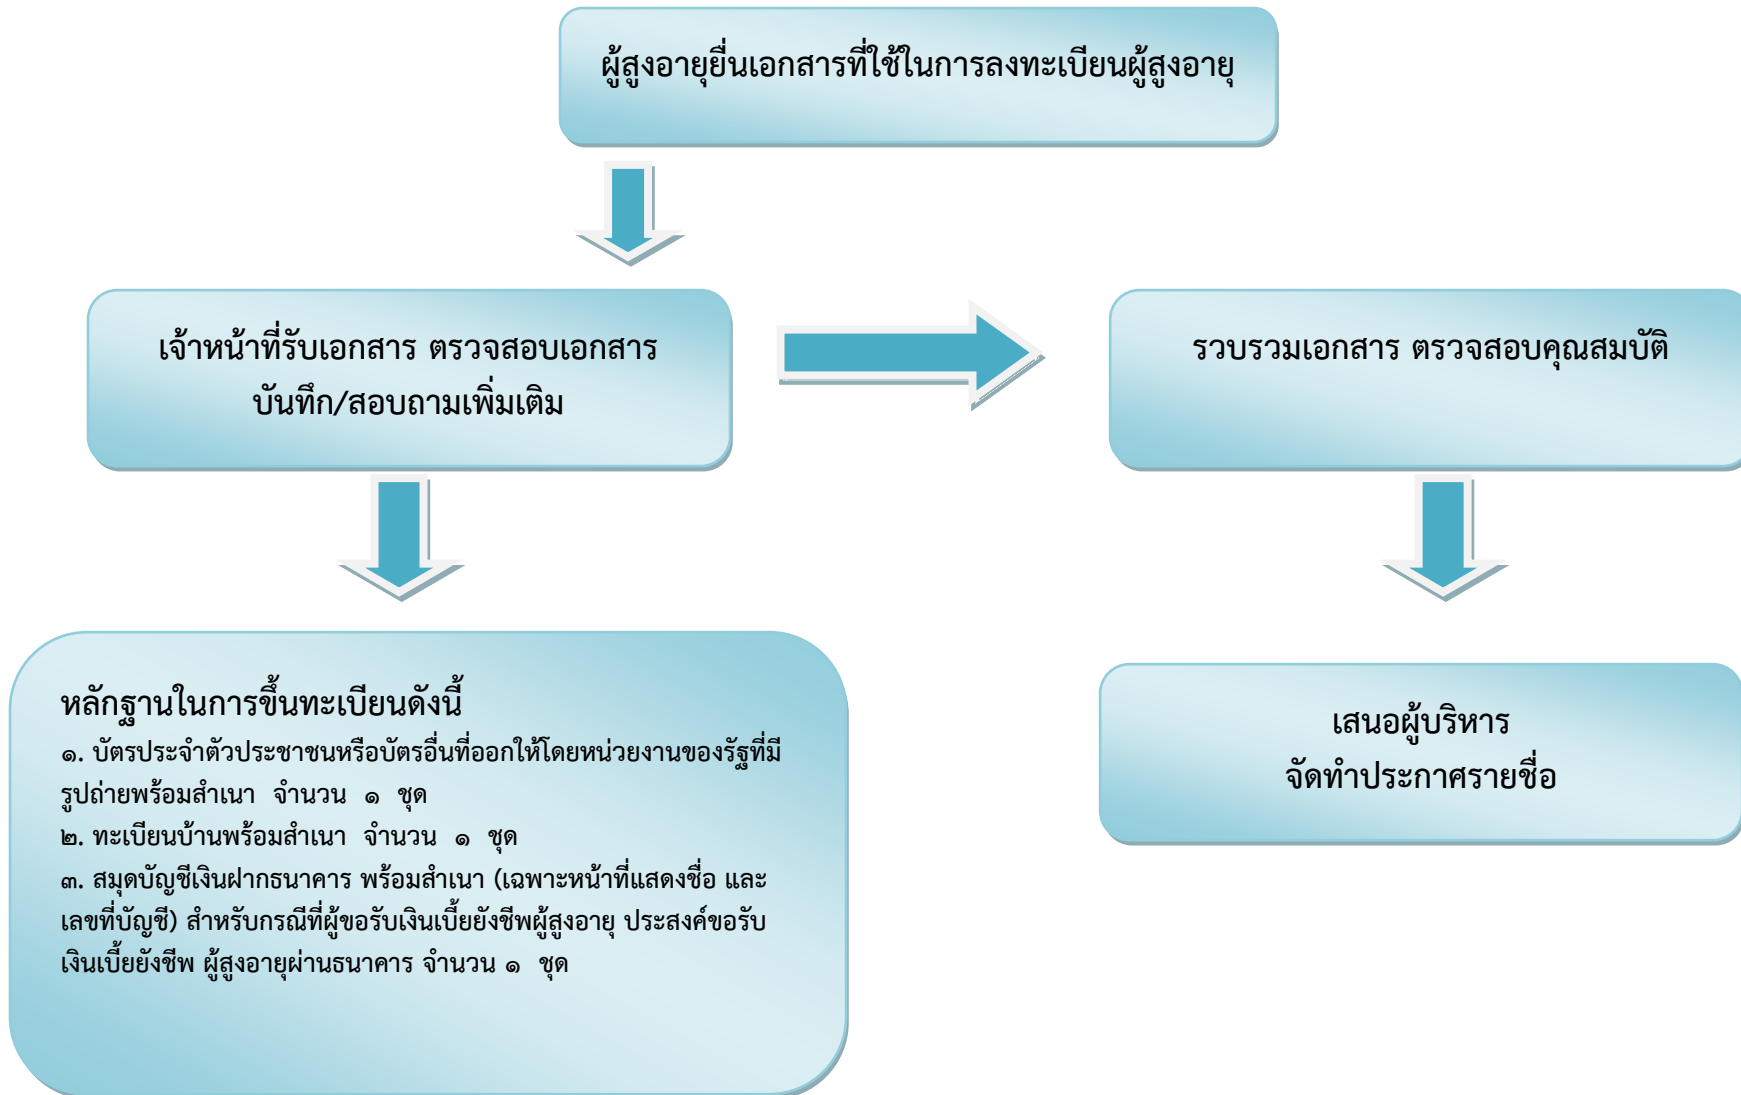 ผู้สูงอายุยื่นเอกสารที่ใช้ในการลงทะเบียนผู้สูงอายุ
เจ้าหน้าที่รับเอกสาร ตรวจสอบเอกสาร
บันทึก/สอบถามเพิ่มเติม
รวบรวมเอกสาร ตรวจสอบคุณสมบัติ
หลักฐานในการขึ้นทะเบียนดังนี้
๑. บัตรประจำตัวประชาชนหรือบัตรอื่นที่ออกให้โดยหน่วยงานของรัฐที่มี
รูปถ่ายพร้อมสำเนา จำนวน ๑ ชุด
๒. ทะเบียนบ้านพร้อมสำเนา จำนวน ๑ ชุด
๓. สมุดบัญชีเงินฝากธนาคาร พร้อมสำเนา (เฉพาะหน้าที่แสดงชื่อ และ
เลขที่บัญชี) สำหรับกรณีที่ผู้ขอรับเงินเบี้ยยังชีพผู้สูงอายุ ประสงค์ขอรับ
เงินเบี้ยยังชีพ ผู้สูงอายุผ่านธนาคาร จำนวน ๑ ชุด
เสนอผู้บริหาร
จัดทำประกาศรายชื่อ